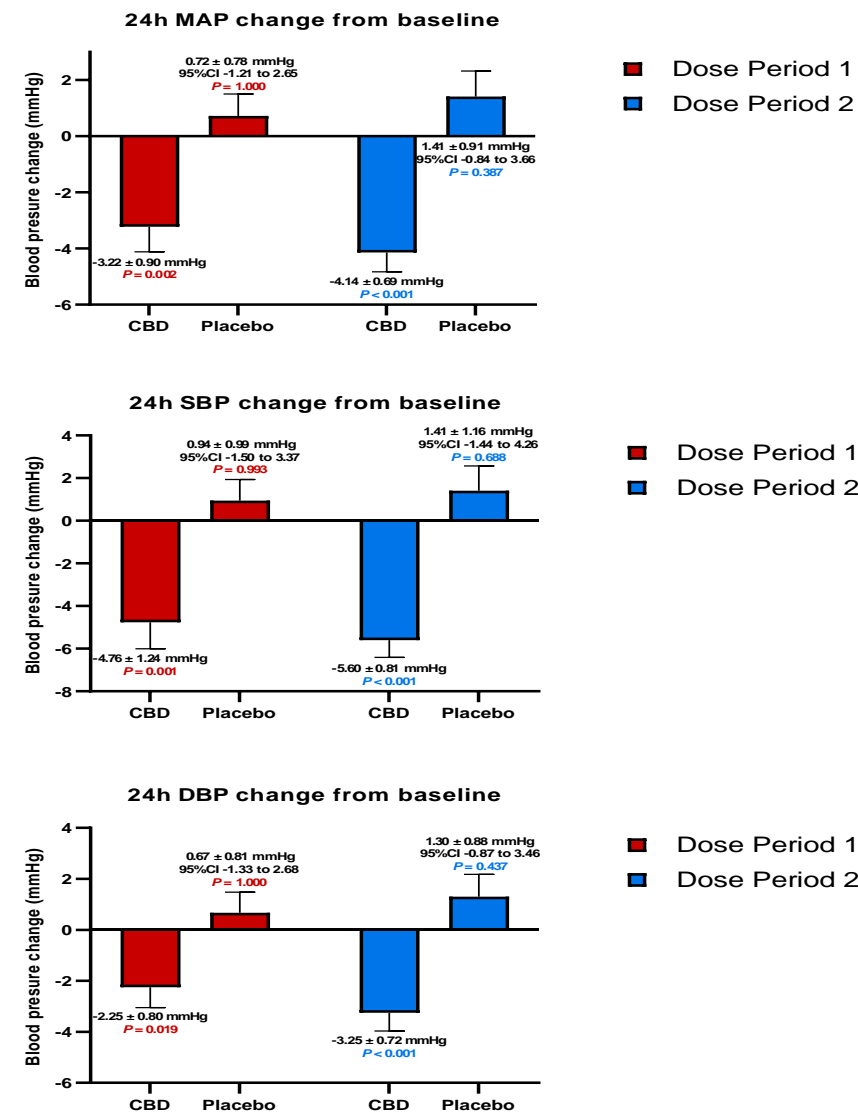 24h MAP change from baseline
Blood presure change (mmHg)
2
0
-2
-4
-6
0.72 ± 0.78 mmHg
95%CI -1.21 to 2.65
P = 1.000
-3.22 ± 0.90 mmHg
P = 0.002
1.41 ± 0.91 mmHg
95%CI -0.84 to 3.66
P = 0.387
-4.14 ± 0.69 mmHg
P < 0.001
CBD Placebo CBD Placebo
Dose Period 1
Dose Period 2
24h SBP change from baseline
Blood presure change (mmHg)
4
2
0
-2
-4
-6
-8
0.94 ± 0.99 mmHg
95%CI -1.50 to 3.37
P = 0.993
-4.76 ± 1.24 mmHg
P = 0.001
1.41 ± 1.16 mmHg
95%CI -1.44 to 4.26
P = 0.688
-5.60 ± 0.81 mmHg
P < 0.001
CBD Placebo CBD Placebo
Dose Period 1
Dose Period 2
24h DBP change from baseline
Blood presure change (mmHg)
4
2
0
-2
-4
-6
0.67 ± 0.81 mmHg
95%CI -1.33 to 2.68
P = 1.000
-2.25 ± 0.80 mmHg
P = 0.019
1.30 ± 0.88 mmHg
95%CI -0.87 to 3.46
P = 0.437
-3.25 ± 0.72 mmHg
P < 0.001
CBD Placebo CBD Placebo
Dose Period 1
Dose Period 2